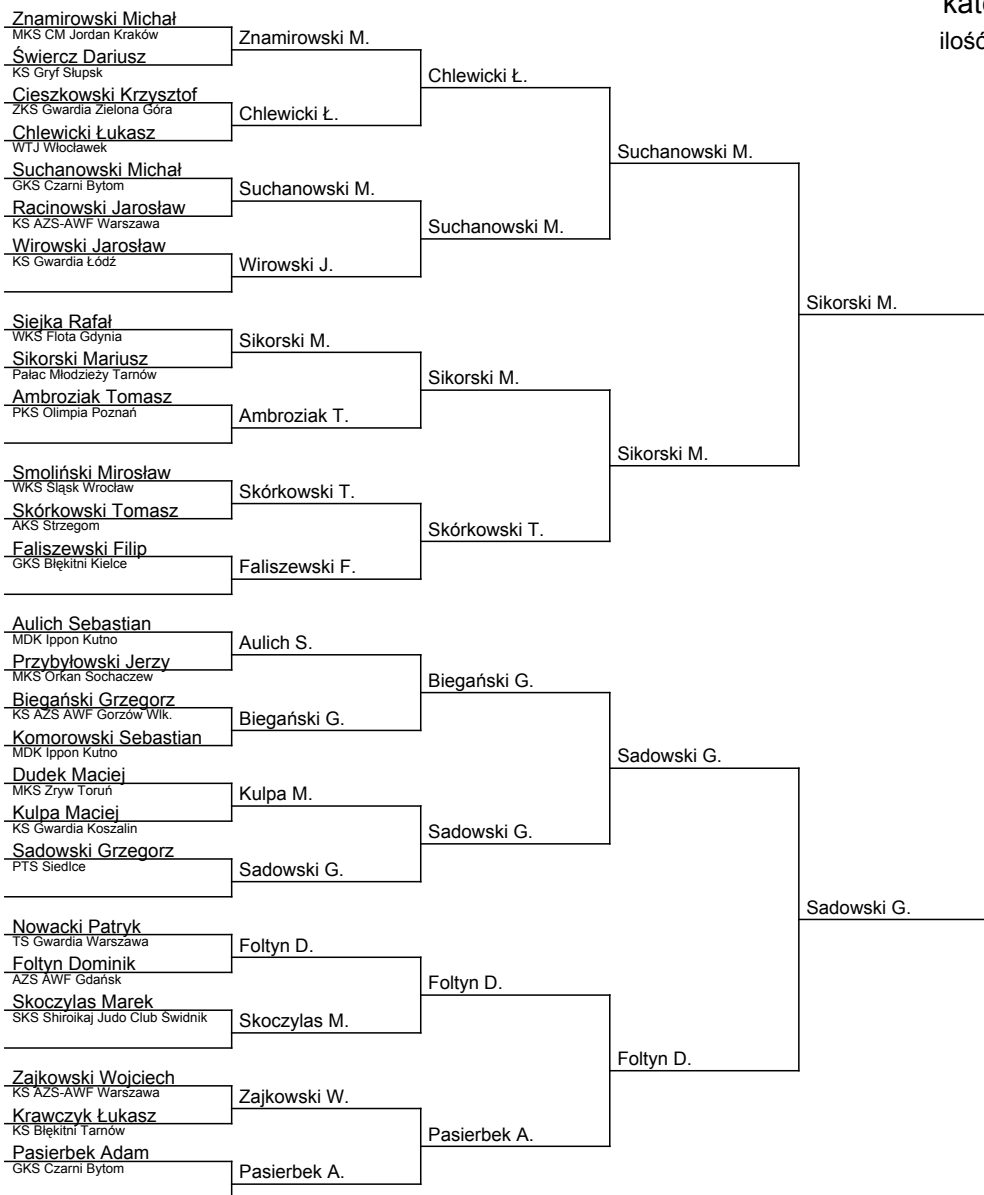 kate
ilość
Znamirowski Michał
MKS CM Jordan Kraków
Znamirowski M.
Świercz Dariusz
KS Gryf Słupsk
Chlewicki Ł.
Cieszkowski Krzysztof
ZKS Gwardia Zielona Góra
Chlewicki Ł.
Chlewicki Łukasz
WTJ Włocławek
Suchanowski M.
Suchanowski Michał
GKS Czarni Bytom
Suchanowski M.
Racinowski Jarosław
KS AZS-AWF Warszawa
Suchanowski M.
Wirowski Jarosław
KS Gwardia Łódź
Wirowski J.
Sikorski M.
Siejka Rafał
WKS Flota Gdynia
Sikorski M.
Sikorski Mariusz
Pałac Młodzieży Tarnów
Sikorski M.
Ambroziak Tomasz
PKS Olimpia Poznań
Ambroziak T.
Sikorski M.
Smoliński Mirosław
WKS Śląsk Wrocław
Skórkowski T.
Skórkowski Tomasz
AKS Strzegom
Skórkowski T.
Faliszewski Filip
GKS Błękitni Kielce
Faliszewski F.
Aulich Sebastian
MDK Ippon Kutno
Aulich S.
Przybyłowski Jerzy
MKS Orkan Sochaczew
Biegański G.
Biegański Grzegorz
KS AZS AWF Gorzów Wlk.
Biegański G.
Komorowski Sebastian
MDK Ippon Kutno
Sadowski G.
Dudek Maciej
MKS Zryw Toruń
Kulpa M.
Kulpa Maciej
KS Gwardia Koszalin
Sadowski G.
Sadowski Grzegorz
PTS Siedlce
Sadowski G.
Sadowski G.
Nowacki Patryk
TS Gwardia Warszawa
Foltyn D.
Foltyn Dominik
AZS AWF Gdańsk
Foltyn D.
Skoczylas Marek
SKS Shiroikaj Judo Club Świdnik
Skoczylas M.
Foltyn D.
Zajkowski Wojciech
KS AZS-AWF Warszawa
Zajkowski W.
Krawczyk Łukasz
KS Błękitni Tarnów
Pasierbek A.
Pasierbek Adam
GKS Czarni Bytom
Pasierbek A.